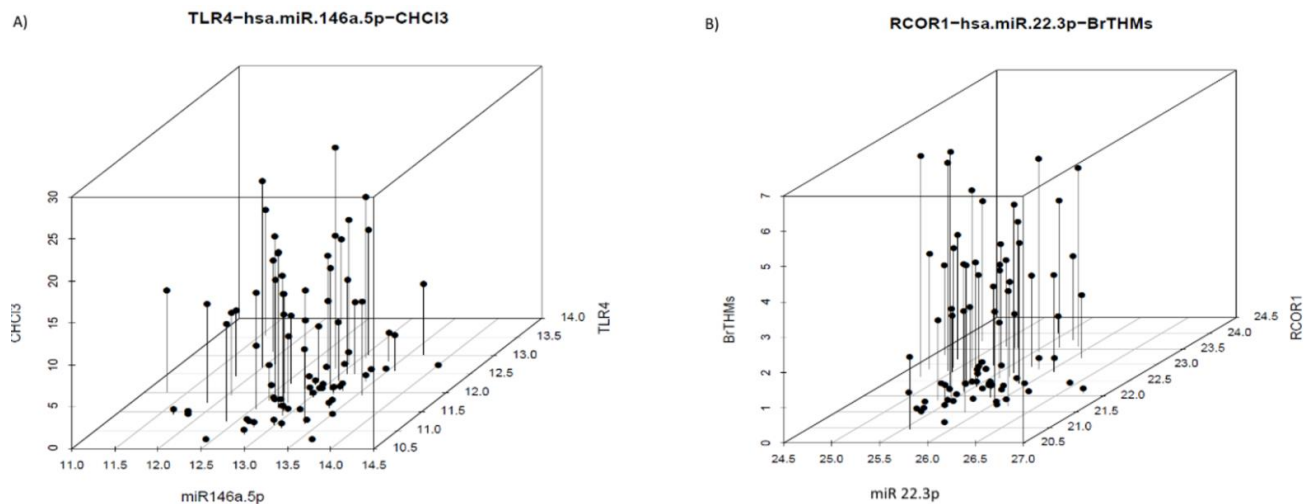 A)
TLR4−hsa.miR.146a.5p−CHCl3
CHCl3
30
25
20
15
10
5
0
11.0 11.5 12.0 12.5 13.0 13.5 14.0 14.5
miR146a.5p
10.5
11.0
11.5
12.0
12.5
13.0
13.5
14.0
TLR4
B)
RCOR1−hsa.miR.22.3p−BrTHMs
BrTHMs
7
6
5
4
3
2
1
0
24.5 25.0 25.5 26.0 26.5 27.0
miR 22.3p
20.5
21.0
21.5
22.0
22.5
23.0
23.5
24.0
24.5
RCOR1